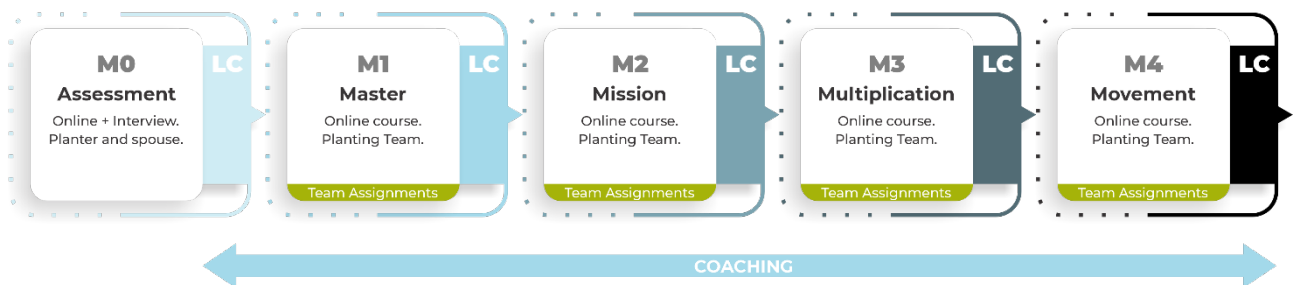 M0
LC
Assessment
Online + Interview.
Planter and spouse.
M1
LC
Master
Online course.
Planting Team.
Team Assignments
M2
LC
Mission
Online course.
Planting Team.
Team Assignments
M3
LC
Multiplication
Online course.
Planting Team.
Team Assignments
M4
LC
Movement
Online course.
Planting Team.
Team Assignments
COACHING